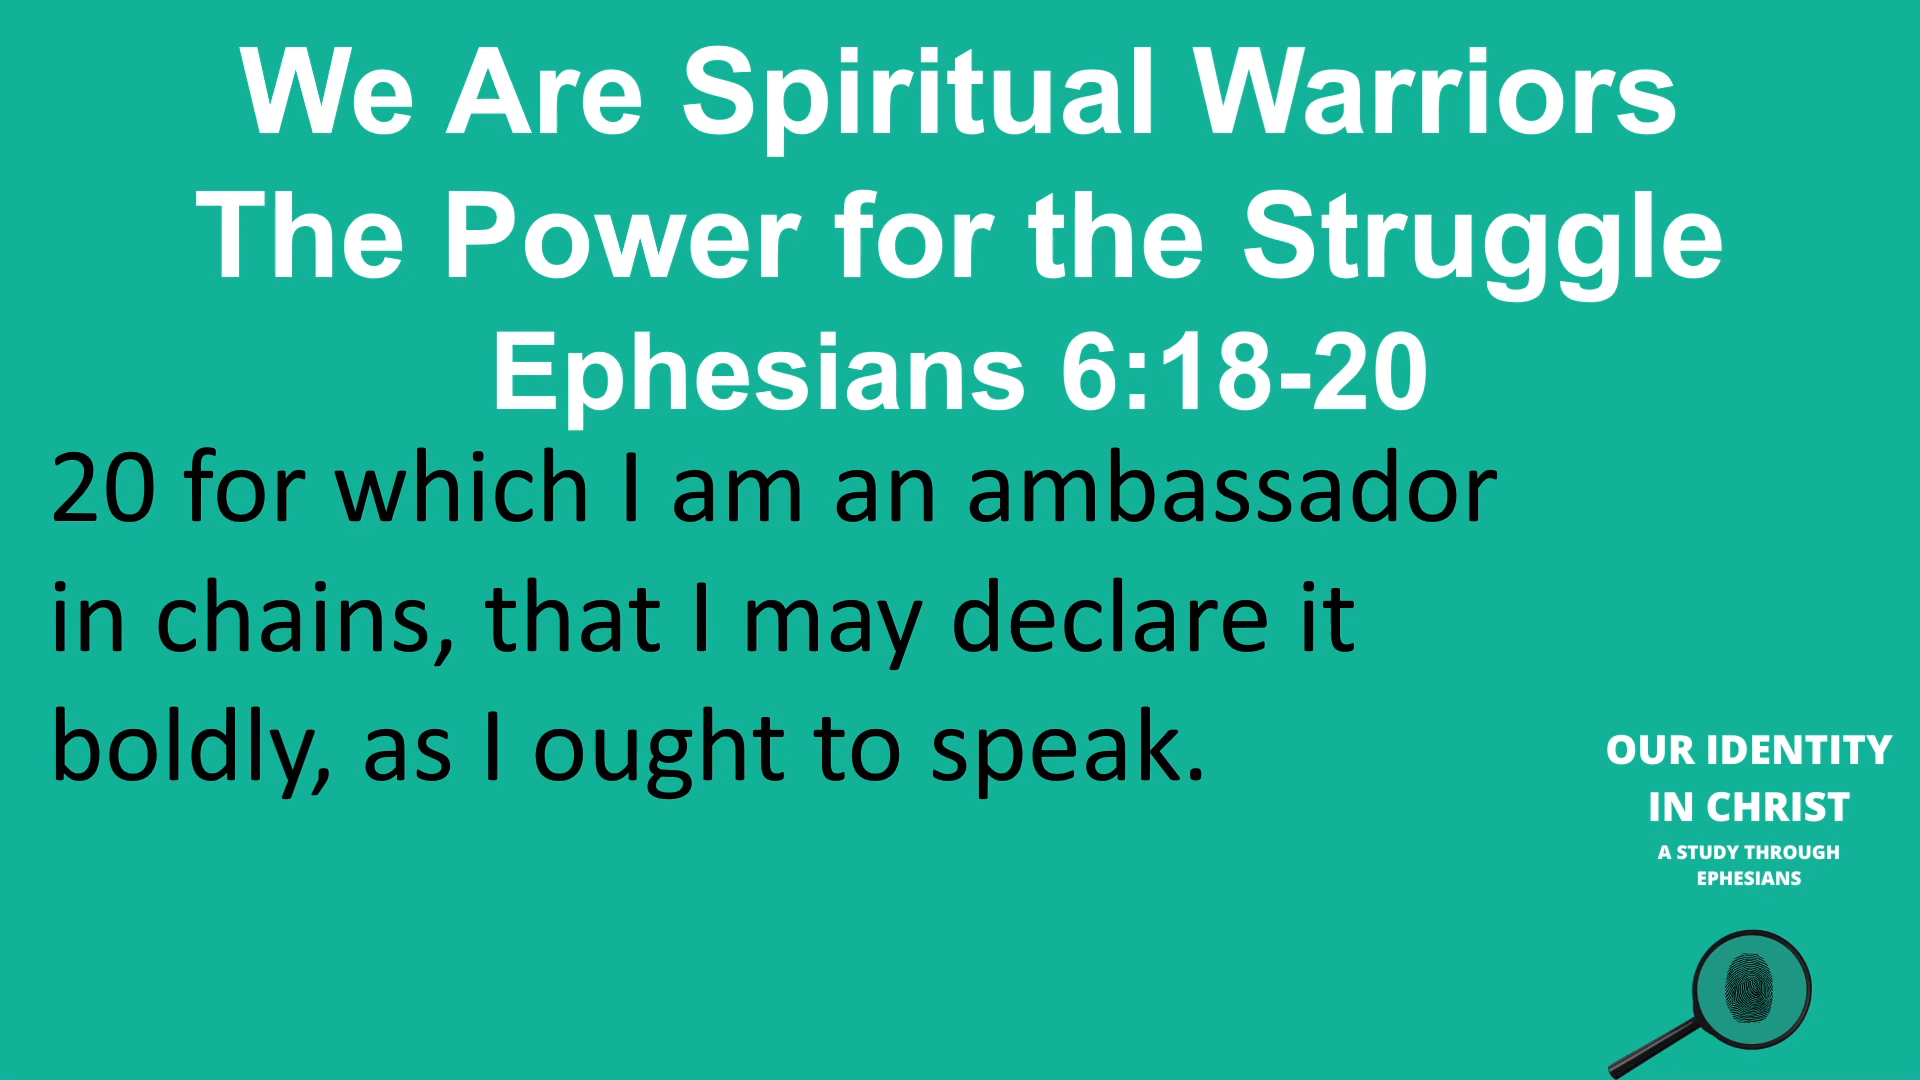 We Are Spiritual Warriors
The Power for the Struggle
Ephesians 6:18-20
20 for which I am an ambassador
in chains, that I may declare it
boldly, as I ought to speak.
OUR IDENTITY
IN CHRIST
A STUDY THROUGH
EPHESIANS